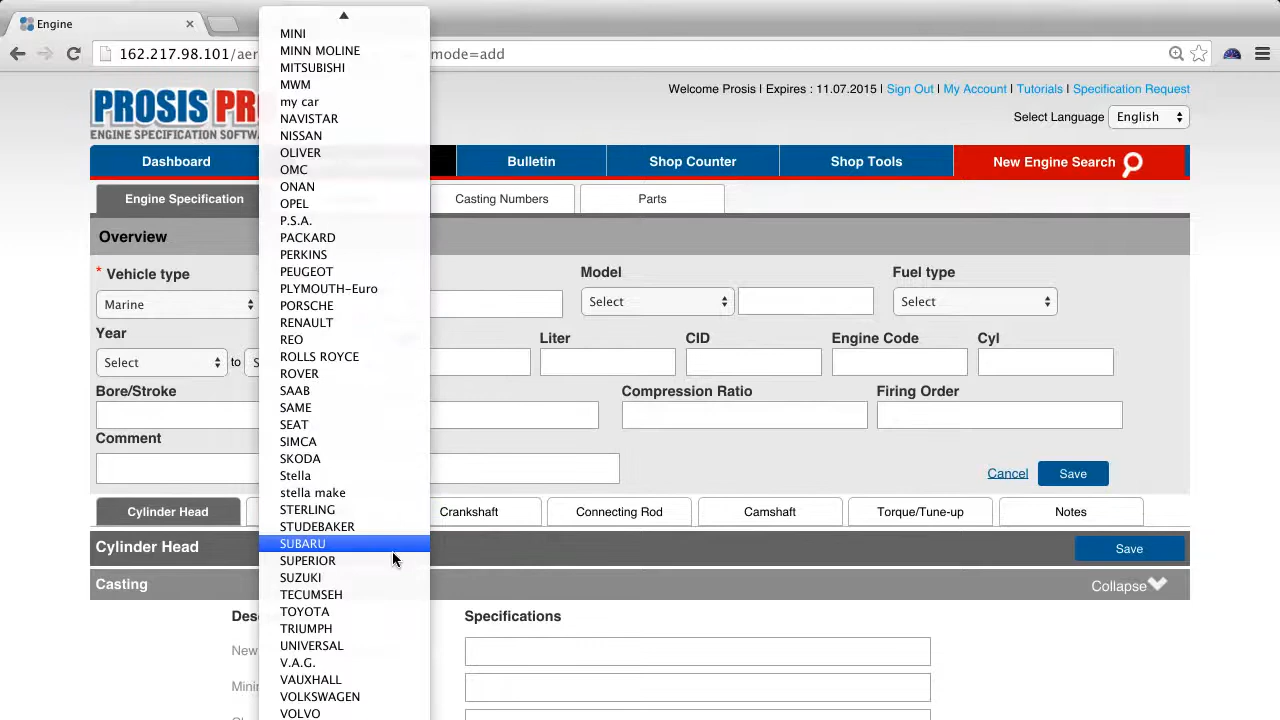 Engine
162.217.98.101/aer
mode=add
PROSIS PR
ENGINE SPECIFICATION SOFTW
Welcome Prosis | Expires : 11.07.2015 | Sign Out | My Account | Tutorials | Specification Request
Select Language English
Dashboard
Bulletin
Shop Counter
Shop Tools
New Engine Search
Engine Specification
Casting Numbers
Parts
Overview
* Vehicle type
Model
Fuel type
Marine
Select
Select
Year
Liter
CID
Engine Code
Cyl
Select
to
S
Bore/Stroke
Compression Ratio
Firing Order
Comment
Cancel
Save
MINI
MINN MOLINE
MITSUBISHI
MWM
my car
NAVISTAR
NISSAN
OLIVER
OMC
ONAN
OPEL
P.S.A.
PACKARD
PERKINS
PEUGEOT
PLYMOUTH-Euro
PORSCHE
RENAULT
REO
ROLLS ROYCE
ROVER
SAAB
SAME
SEAT
SIMCA
SKODA
Stella
stella make
STERLING
STUDEBAKER
SUBARU
SUPERIOR
SUZUKI
TECUMSEH
TOYOTA
TRIUMPH
UNIVERSAL
V.A.G.
VAUXHALL
VOLKSWAGEN
VOLVO
Cylinder Head
Crankshaft
Connecting Rod
Camshaft
Torque/Tune-up
Notes
Cylinder Head
Save
Casting
Collapse
Des
Specifications
New
Mini